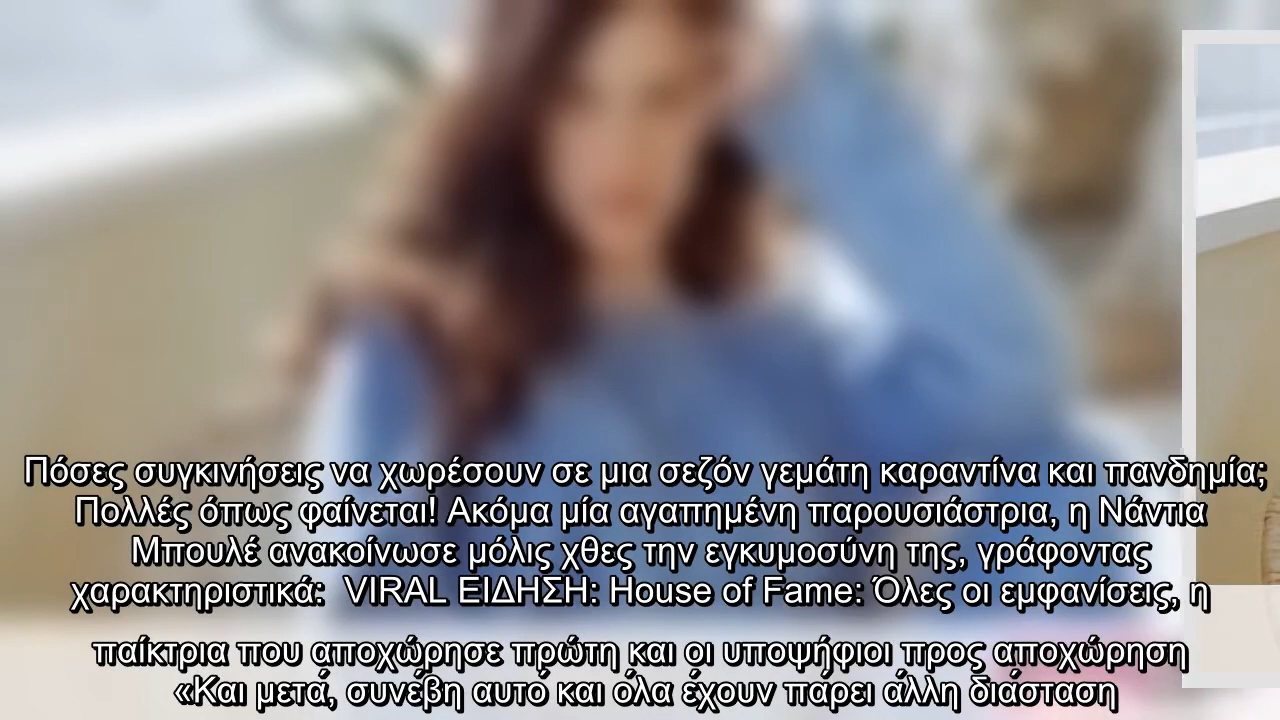 Πόσες συγκινήσεις να χωρέσουν σε μια σεζόν γεμάτη καραντίνα και πανδημία;
Πολλές όπως φαίνεται! Ακόμα μία αγαπημένη παρουσιάστρια, η Νάντια
Μπουλέ ανακοίνωσε μόλις χθες την εγκυμοσύνη της, γράφοντας
χαρακτηριστικά:  VIRAL ΕΙΔΗΣΗ: House of Fame: Όλες οι εμφανίσεις, η
παίκτρια που αποχώρησε πρώτη και οι υποψήφιοι προς αποχώρηση
«Και μετά, συνέβη αυτό και όλα έχουν πάρει άλλη διάσταση